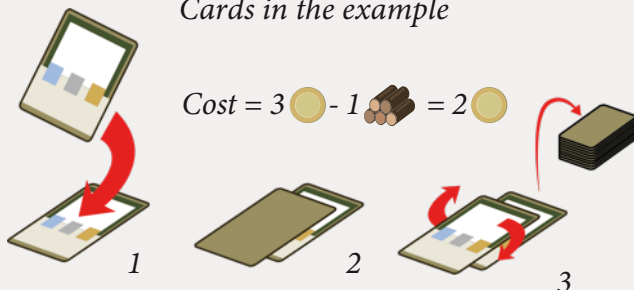 Cards in the example
Cost = 3 - 1 = 2
1
2
3